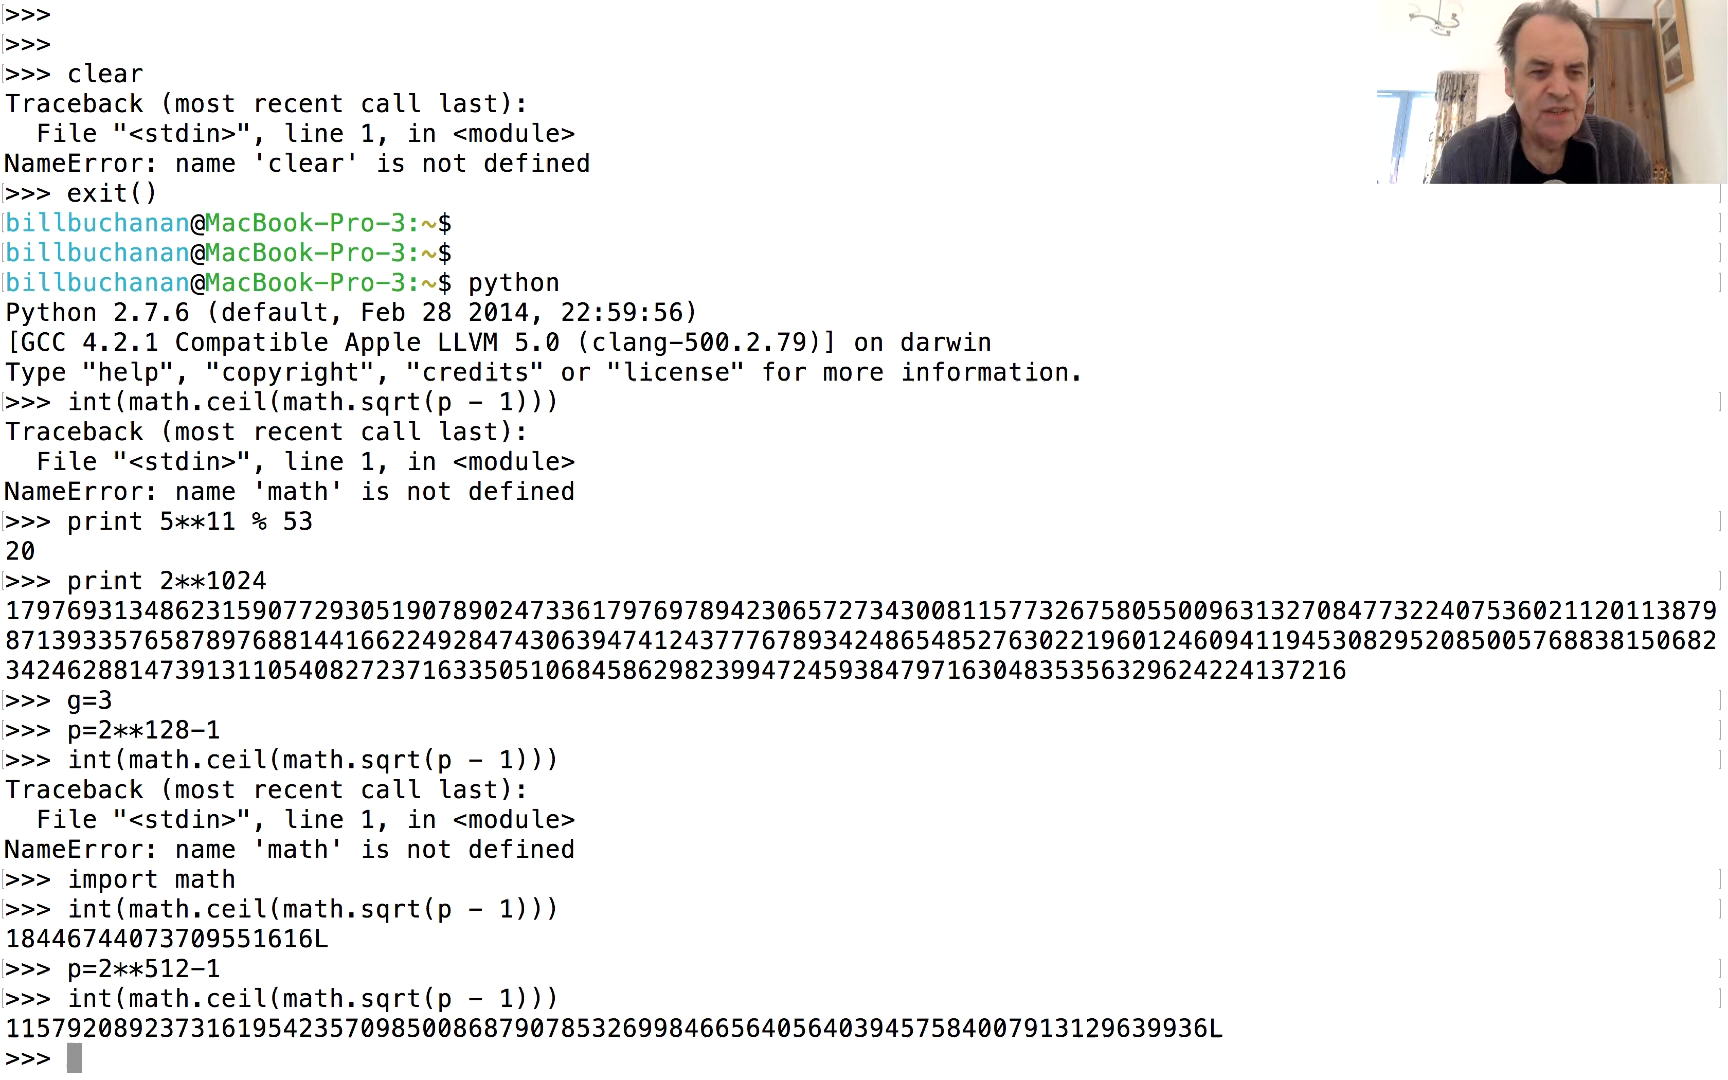 >>>
>>>
>>> clear
Traceback (most recent call last):
  File "<stdin>", line 1, in <module>
NameError: name 'clear' is not defined
>>> exit()
billbuchanan@MacBook-Pro-3:~$
billbuchanan@MacBook-Pro-3:~$
billbuchanan@MacBook-Pro-3:~$ python
Python 2.7.6 (default, Feb 28 2014, 22:59:56)
[GCC 4.2.1 Compatible Apple LLVM 5.0 (clang-500.2.79)] on darwin
Type "help", "copyright", "credits" or "license" for more information.
>>> int(math.ceil(math.sqrt(p - 1)))
Traceback (most recent call last):
  File "<stdin>", line 1, in <module>
NameError: name 'math' is not defined
>>> print 5**11 % 53
20
>>> print 2**1024
179769313486231590772930519078902473361797697894230657273430081157732675805500963132708477322407536021120113879
871393357658789768814416622492847430639474124377767893424865485276302219601246094119453082952085005768838150682
342462881473913110540827237163350510684586298239947245938479716304835356329624224137216
>>> g=3
>>> p=2**128-1
>>> int(math.ceil(math.sqrt(p - 1)))
Traceback (most recent call last):
  File "<stdin>", line 1, in <module>
NameError: name 'math' is not defined
>>> import math
>>> int(math.ceil(math.sqrt(p - 1)))
18446744073709551616L
>>> p=2**512-1
>>> int(math.ceil(math.sqrt(p - 1)))
115792089237316195423570985008687907853269984665640564039457584007913129639936L
>>>